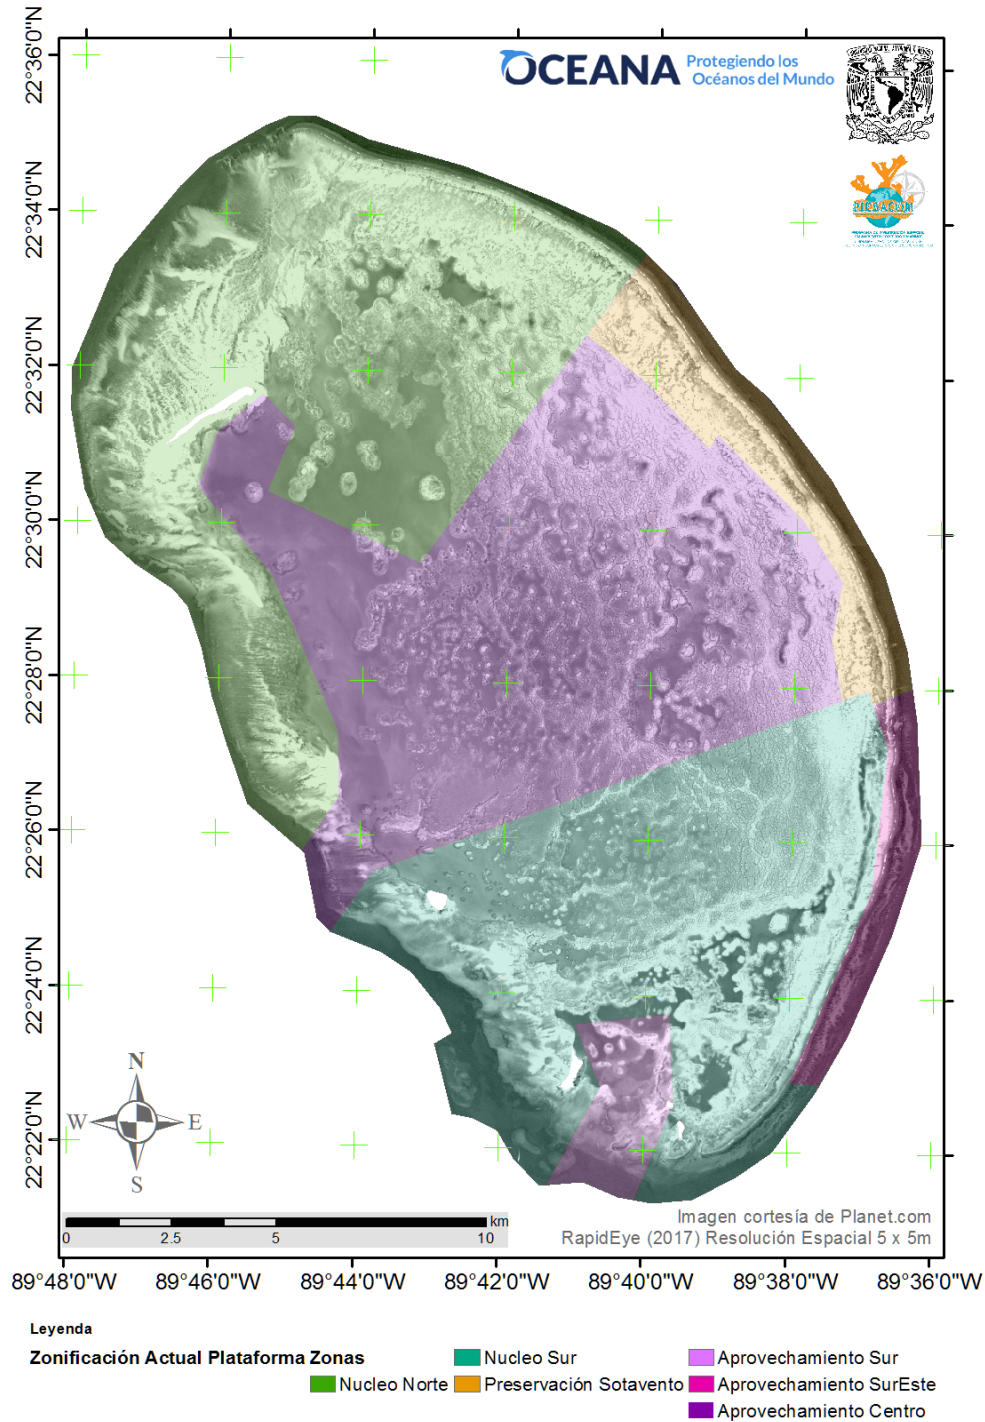 OCEANA Protegiendo los
Océanos del Mundo
22°36'0"N
22°34'0"N
22°32'0"N
22°30'0"N
22°28'0"N
22°26'0"N
22°24'0"N
22°22'0"N
N
W E
S
km
0 2.5 5 10
Imagen cortesía de Planet.com
RapidEye (2017) Resolución Espacial 5 x 5m
89°48'0"W 89°46'0"W 89°44'0"W 89°42'0"W 89°40'0"W 89°38'0"W 89°36'0"W
Leyenda
Zonificación Actual Plataforma Zonas
Nucleo Norte
Nucleo Sur
Preservación Sotavento
Aprovechamiento Sur
Aprovechamiento SurEste
Aprovechamiento Centro